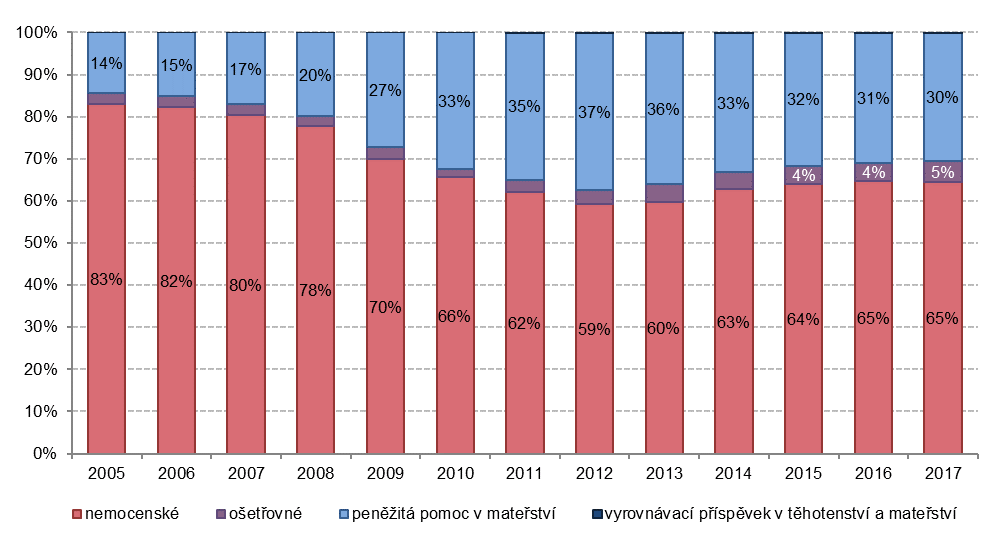 100%
90%
80%
70%
60%
50%
40%
30%
20%
10%
0%
14% 15% 17% 20% 27% 33% 35% 37% 36% 33% 32% 31% 30%
4% 4% 5%
83% 82% 80% 78% 70% 66% 62% 59% 60% 63% 64% 65% 65%
2005 2006 2007 2008 2009 2010 2011 2012 2013 2014 2015 2016 2017
nemocenské ošetřovné peněžitá pomoc v mateřství vyrovnávací příspěvek v těhotenství a mateřství